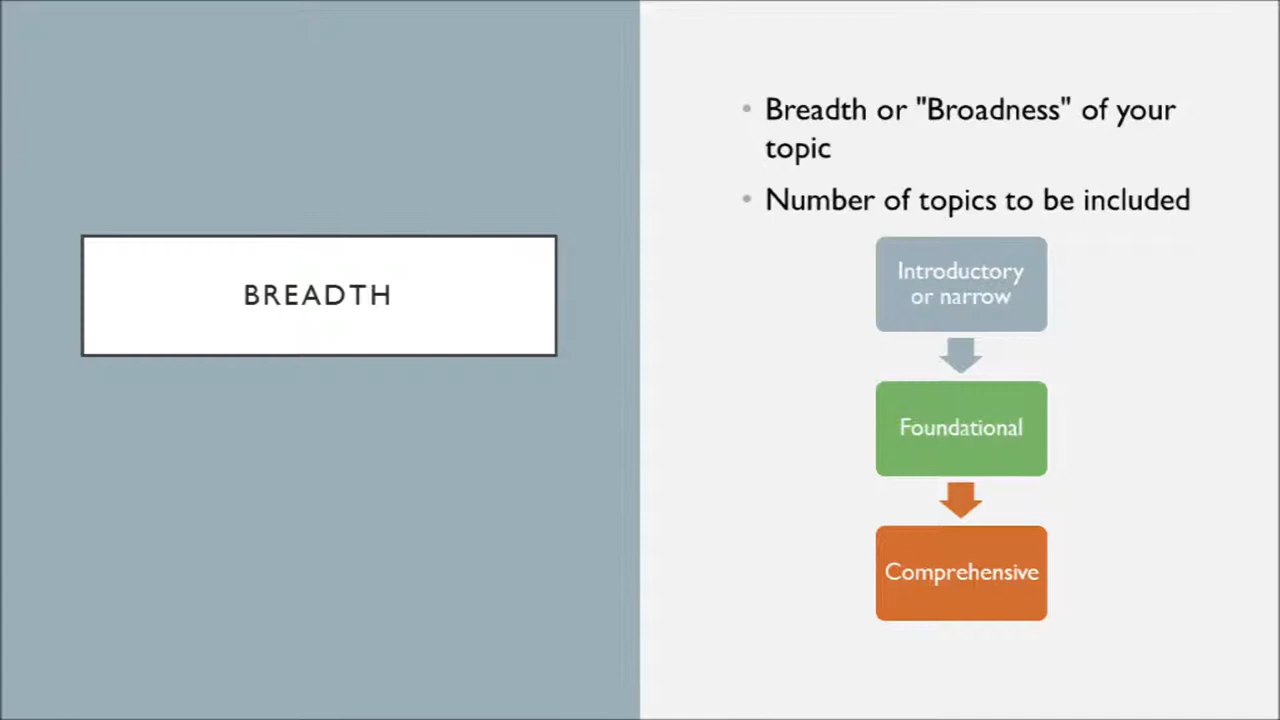 BREADTH
Breadth or "Broadness" of your
topic
Number of topics to be included
Introductory
or narrow
Foundational
Comprehensive